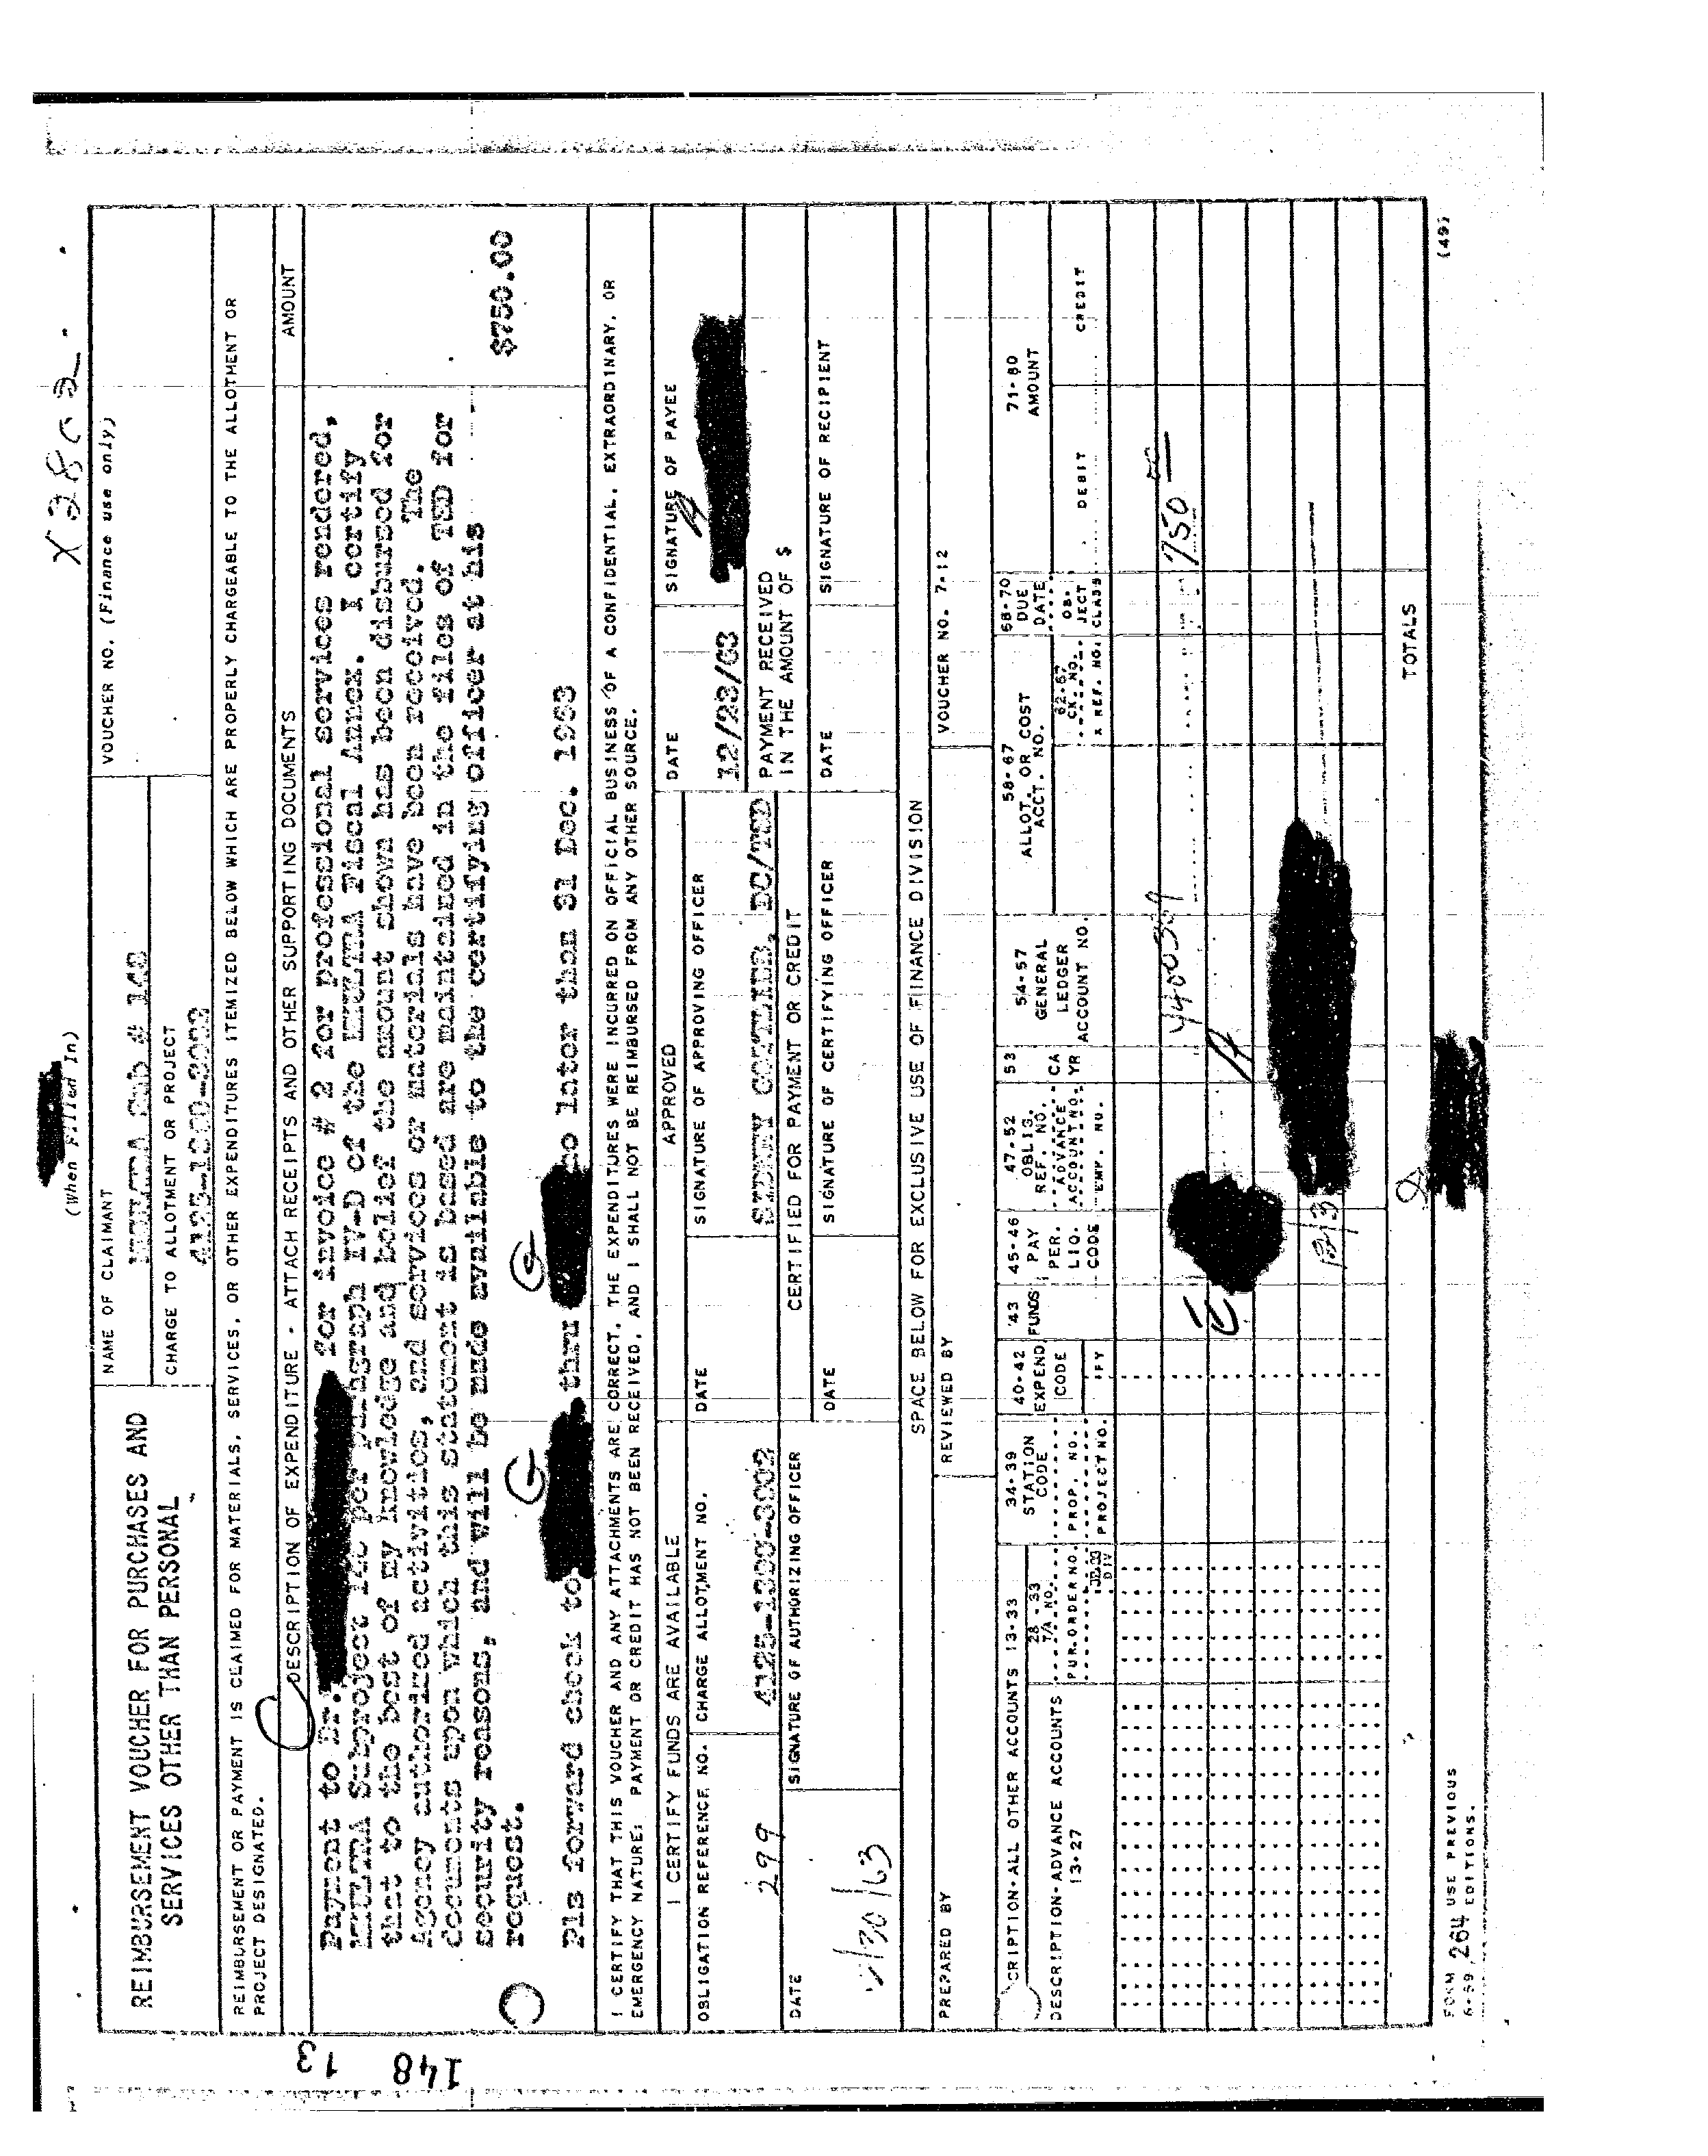 X 2802
(When Filled In)
REIMBURSEMENT VOUCHER FOR PURCHASES AND
SERVICES OTHER THAN PERSONAL
NAME OF CLAIMANT
MKULTRA Sub # 148
VOUCHER NO. (Finance use only)
CHARGE TO ALLOTMENT OR PROJECT
4125-1390-3902
REIMBURSEMENT OR PAYMENT IS CLAIMED FOR MATERIALS, SERVICES, OR OTHER EXPENDITURES ITEMIZED BELOW WHICH ARE PROPERLY CHARGEABLE TO THE ALLOTMENT OR
PROJECT DESIGNATED.
DESCRIPTION OF EXPENDITURE - ATTACH RECEIPTS AND OTHER SUPPORTING DOCUMENTS
AMOUNT
Payment to Dr. for invoice # 2 for professional services rendered,
MKULTRA Subproject 148 per paragraph IV-D of the MKULTRA Fiscal Annex. I certify
that to the best of my knowledge and belief the amount shown has been disbursed for
Agency authorized activities, and services or materials have been received. The
documents upon which this statement is based are maintained in the files of TSD for
security reasons, and will be made available to the certifying officer at his
request.
$750.00
G G
Pls forward check to thru no later than 31 Dec. 1963
I CERTIFY THAT THIS VOUCHER AND ANY ATTACHMENTS ARE CORRECT. THE EXPENDITURES WERE INCURRED ON OFFICIAL BUSINESS OF A CONFIDENTIAL, EXTRAORDINARY, OR
EMERGENCY NATURE; PAYMENT OR CREDIT HAS NOT BEEN RECEIVED, AND I SHALL NOT BE REIMBURSED FROM ANY OTHER SOURCE.
I CERTIFY FUNDS ARE AVAILABLE
APPROVED
DATE
12/23/63
SIGNATURE OF PAYEE
OBLIGATION REFERENCE NO.
299
CHARGE ALLOTMENT NO.
4125-1390-3902
DATE
SIGNATURE OF APPROVING OFFICER
SIDNEY GOTTLIEB, DC/TSD
PAYMENT RECEIVED
IN THE AMOUNT OF $
DATE
SIGNATURE OF AUTHORIZING OFFICER
CERTIFIED FOR PAYMENT OR CREDIT
DATE
SIGNATURE OF CERTIFYING OFFICER
DATE
SIGNATURE OF RECIPIENT
SPACE BELOW FOR EXCLUSIVE USE OF FINANCE DIVISION
PREPARED BY
REVIEWED BY
VOUCHER NO. 7-12
CRIPTION-ALL OTHER ACCOUNTS 13-33
DESCRIPTION-ADVANCE ACCOUNTS
13-27
28-33
T/A NO.
PUR.ORDER NO.
DIV
34-39
STATION
CODE
PROP. NO.
PROJECT NO.
40-42
EXPEND
CODE
FY
43
FUNDS
45-46
PAY
PER.
LIQ.
CODE
47-52
OBLIG.
REF. NO.
ADVANCE
ACCOUNT NO.
EMP. NO.
53
CA
YR
54-57
GENERAL
LEDGER
ACCOUNT NO.
58-67
ALLOT. OR COST
ACCT. NO.
62-67
CK. NO.
X REF. NO.
68-70
DUE
DATE
OB-
JECT
CLASS
71-80
AMOUNT
DEBIT
CREDIT
750 00
TOTALS
FORM 264 USE PREVIOUS
6-59 EDITIONS.
(49)
148
13